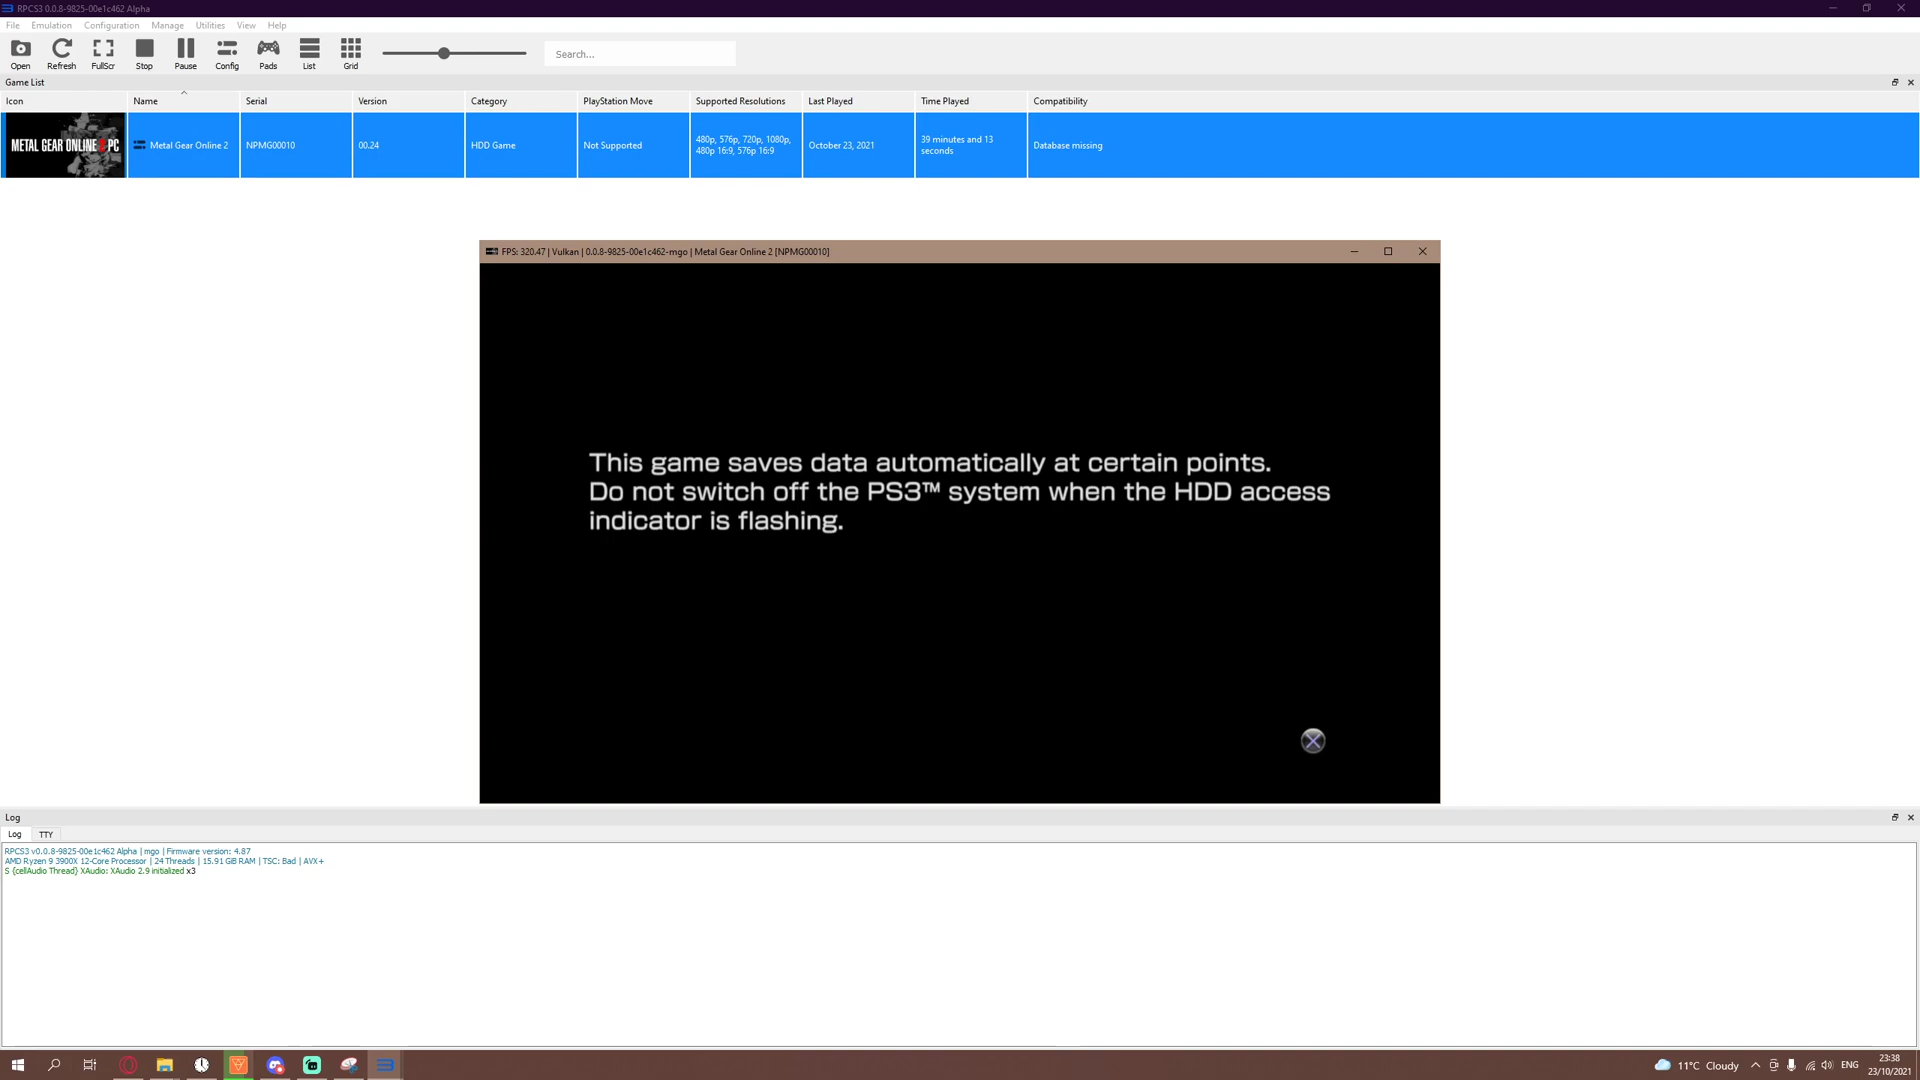 RPCS3 0.0.8-9825-00e1c462 Alpha
File Emulation Configuration Manage Utilities View Help
Open Refresh FullScr Stop Pause Config Pads List Grid Search...
Game List
Icon Name Serial Version Category PlayStation Move Supported Resolutions Last Played Time Played Compatibility
METAL GEAR ONLINE 2 PC Metal Gear Online 2 NPMG00010 00.24 HDD Game Not Supported 480p, 576p, 720p, 1080p, October 23, 2021 39 minutes and 13 Database missing
480p 16:9, 576p 16:9 seconds
FPS: 320.47 | Vulkan | 0.0.8-9825-00e1c462-mgo | Metal Gear Online 2 [NPMG00010]
This game saves data automatically at certain points.
Do not switch off the PS3™ system when the HDD access
indicator is flashing.
Log
Log TTY
RPCS3 v0.0.8-9825-00e1c462 Alpha | mgo | Firmware version: 4.87
AMD Ryzen 9 3900X 12-Core Processor | 24 Threads | 15.91 GiB RAM | TSC: Bad | AVX+
S {cellAudio Thread} XAudio: XAudio 2.9 initialized x3
11°C Cloudy ENG 23:38
23/10/2021